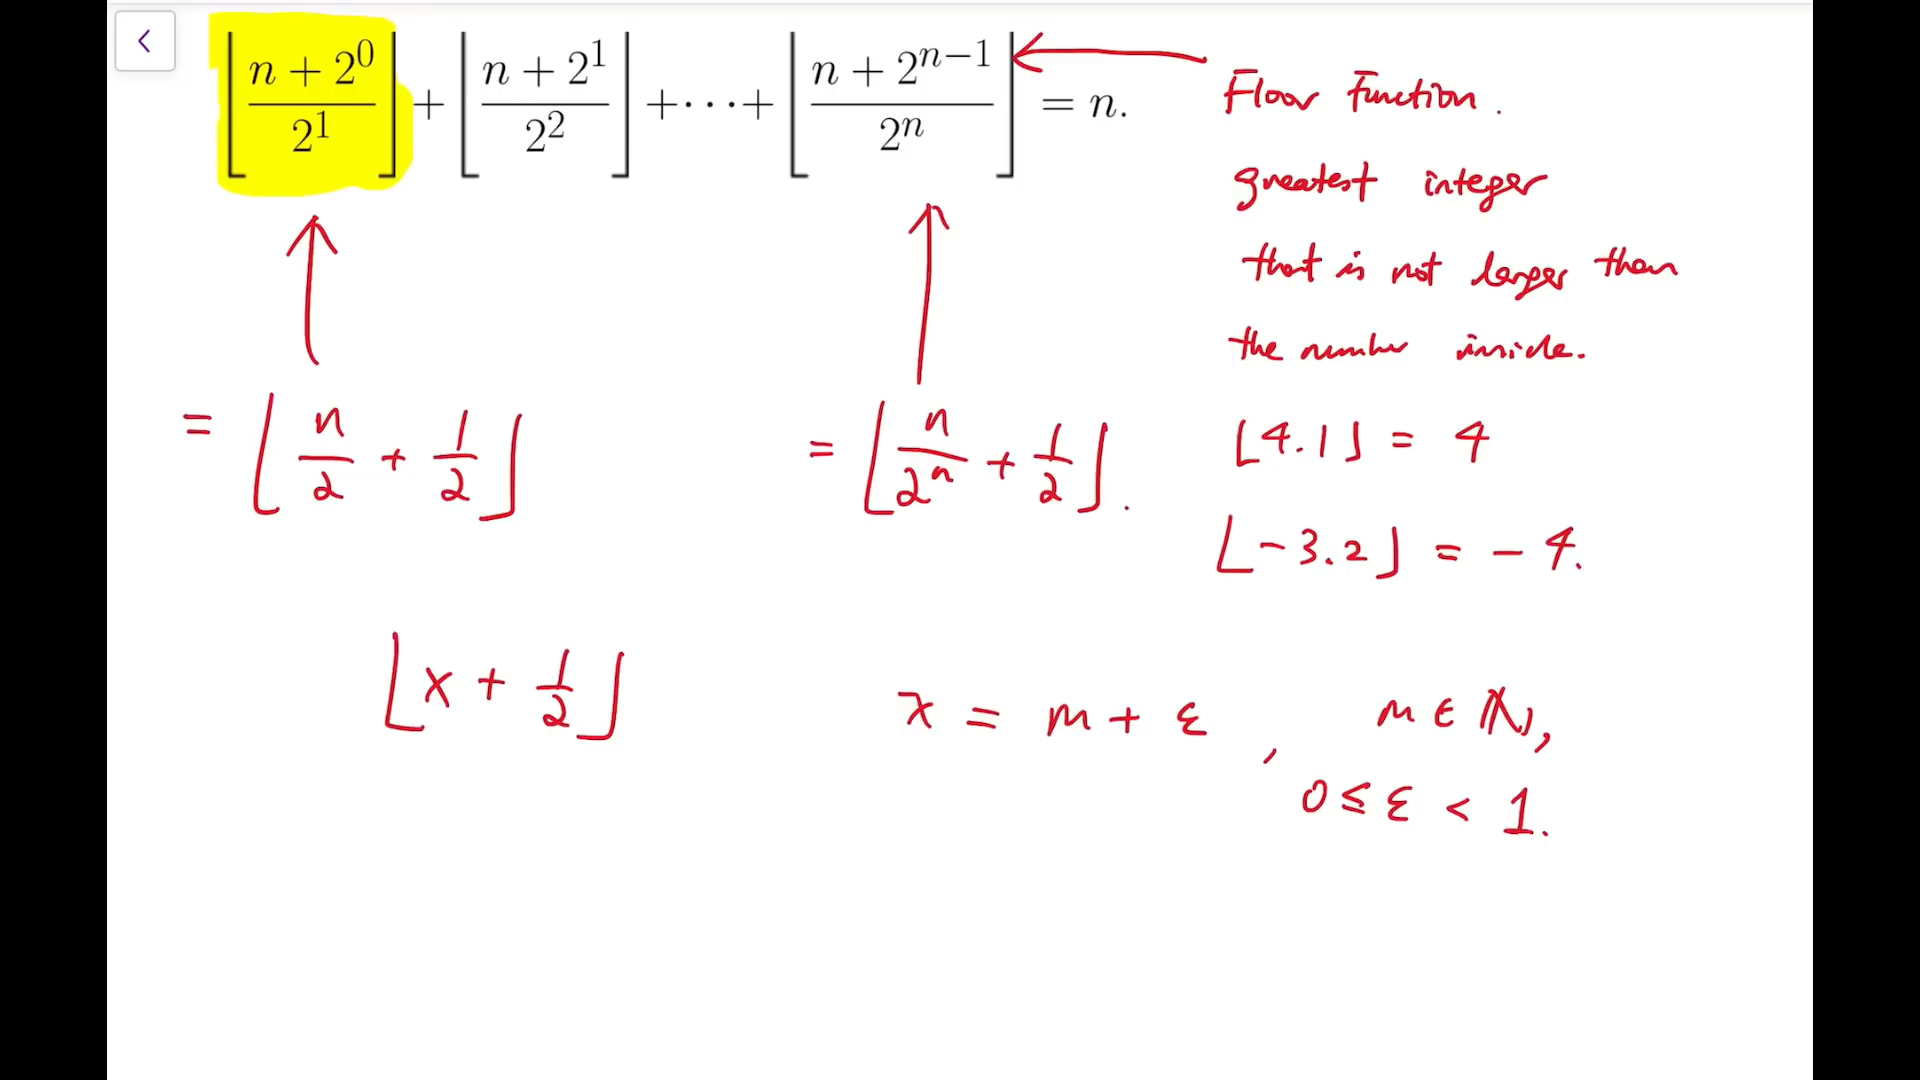 ⌊(n + 2^0)/2^1⌋ + ⌊(n + 2^1)/2^2⌋ + ⋯ + ⌊(n + 2^{n−1})/2^n⌋ = n.
Floor Function.
greatest integer
that is not larger than
the number inside.
= ⌊n/2 + 1/2⌋
= ⌊n/2^n + 1/2⌋.
⌊4.1⌋ = 4
⌊-3.2⌋ = -4.
⌊x + 1/2⌋
x = m + ε, m ∈ ℕ,
0 ≤ ε < 1.